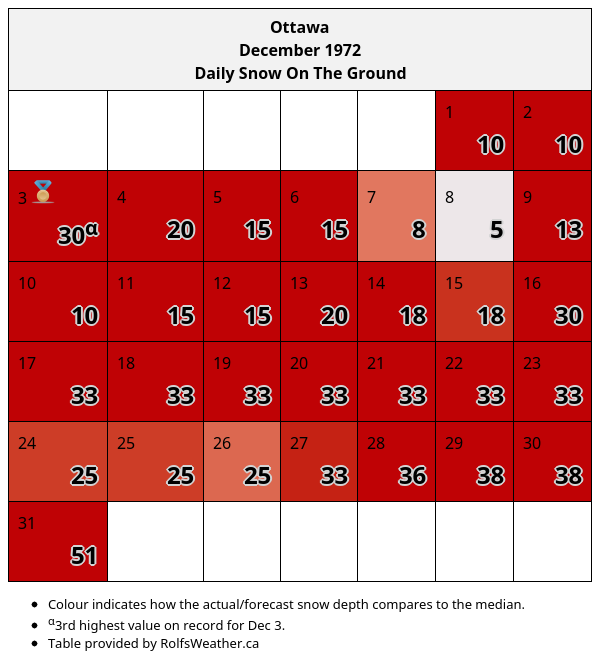 Ottawa
December 1972
Daily Snow On The Ground
1 2
10 10
3 4 5 6 7 8 9
30α 20 15 15 8 5 13
10 11 12 13 14 15 16
10 15 15 20 18 18 30
17 18 19 20 21 22 23
33 33 33 33 33 33 33
24 25 26 27 28 29 30
25 25 25 33 36 38 38
31
51
• Colour indicates how the actual/forecast snow depth compares to the median.
• α3rd highest value on record for Dec 3.
• Table provided by RolfsWeather.ca